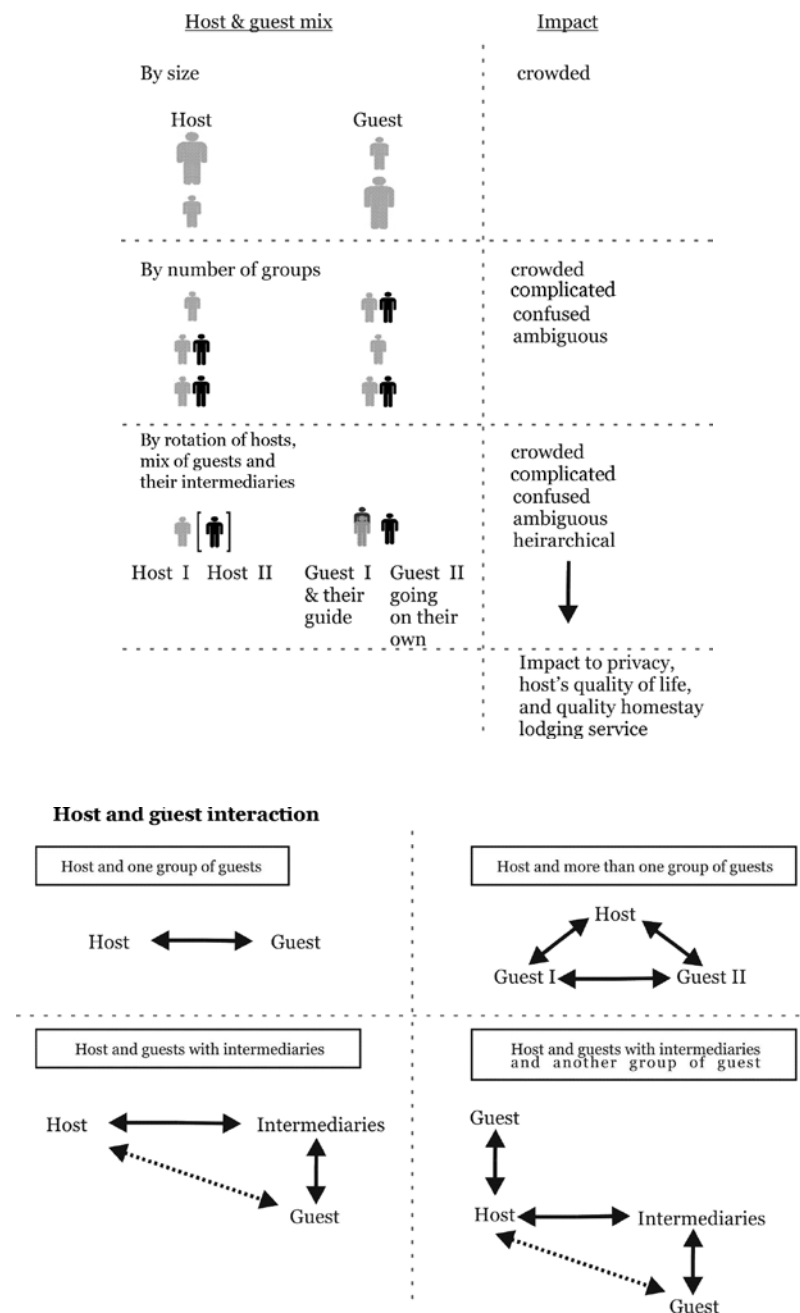 Host & guest mix
Impact
By size
crowded
Host
Guest
By number of groups
crowded
complicated
confused
ambiguous
By rotation of hosts,
mix of guests and
their intermediaries
crowded
complicated
confused
ambiguous
heirarchical
Host I
Host II
Guest I
& their
guide
Guest II
going
on their
own
Impact to privacy,
host's quality of life,
and quality homestay
lodging service
Host and guest interaction
Host and one group of guests
Host and more than one group of guests
Host
Guest
Host
Guest I
Guest II
Host and guests with intermediaries
Host and guests with intermediaries
and another group of guest
Host
Intermediaries
Guest
Guest
Host
Intermediaries
Guest